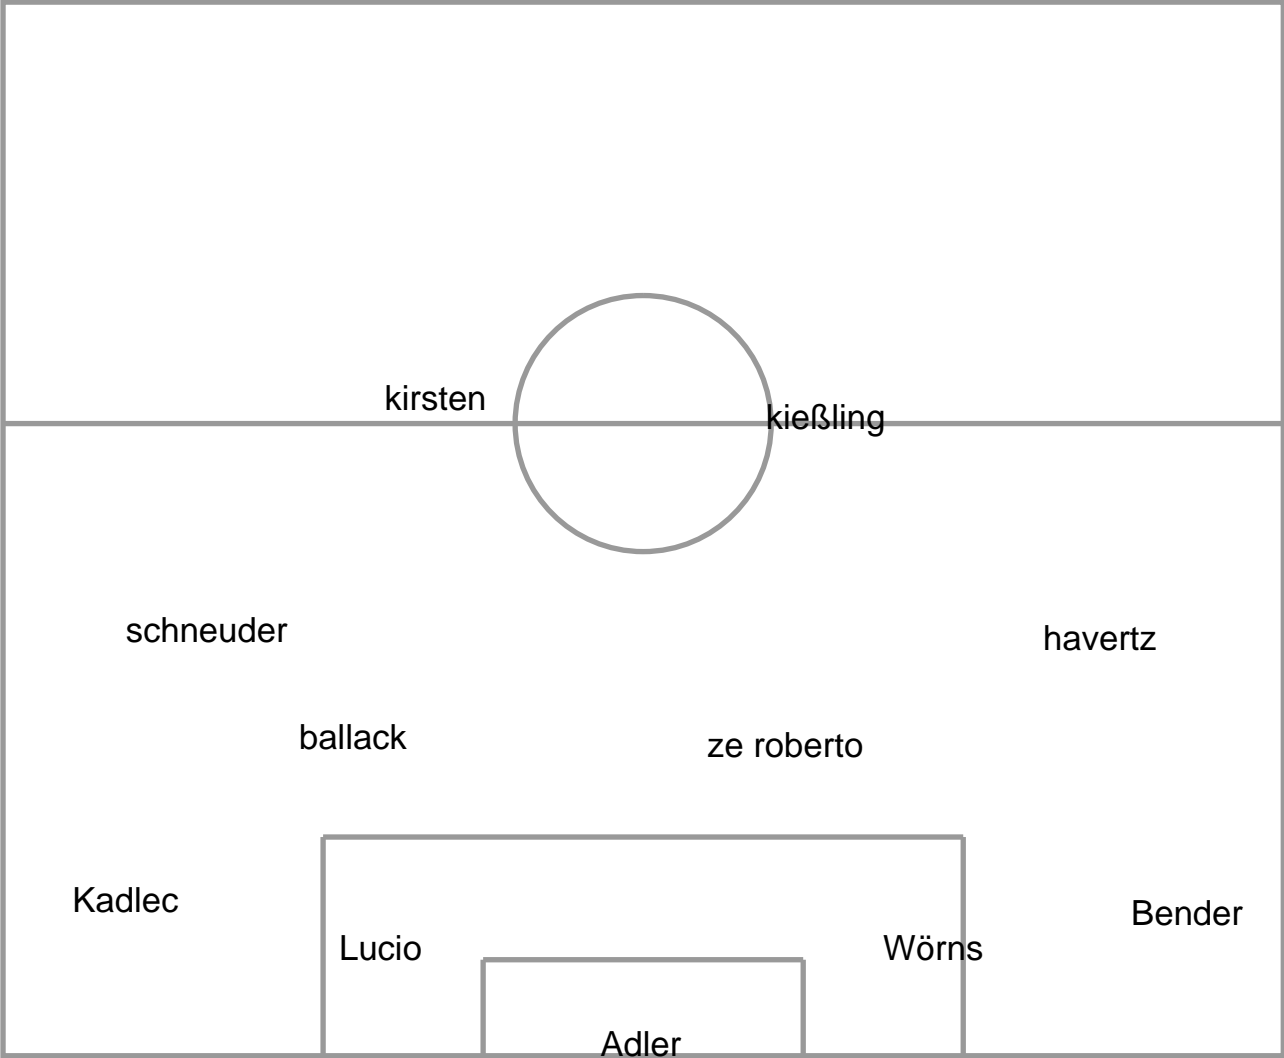 kirsten
kießling
schneuder
havertz
ballack
ze roberto
Kadlec
Bender
Lucio
Wörns
Adler